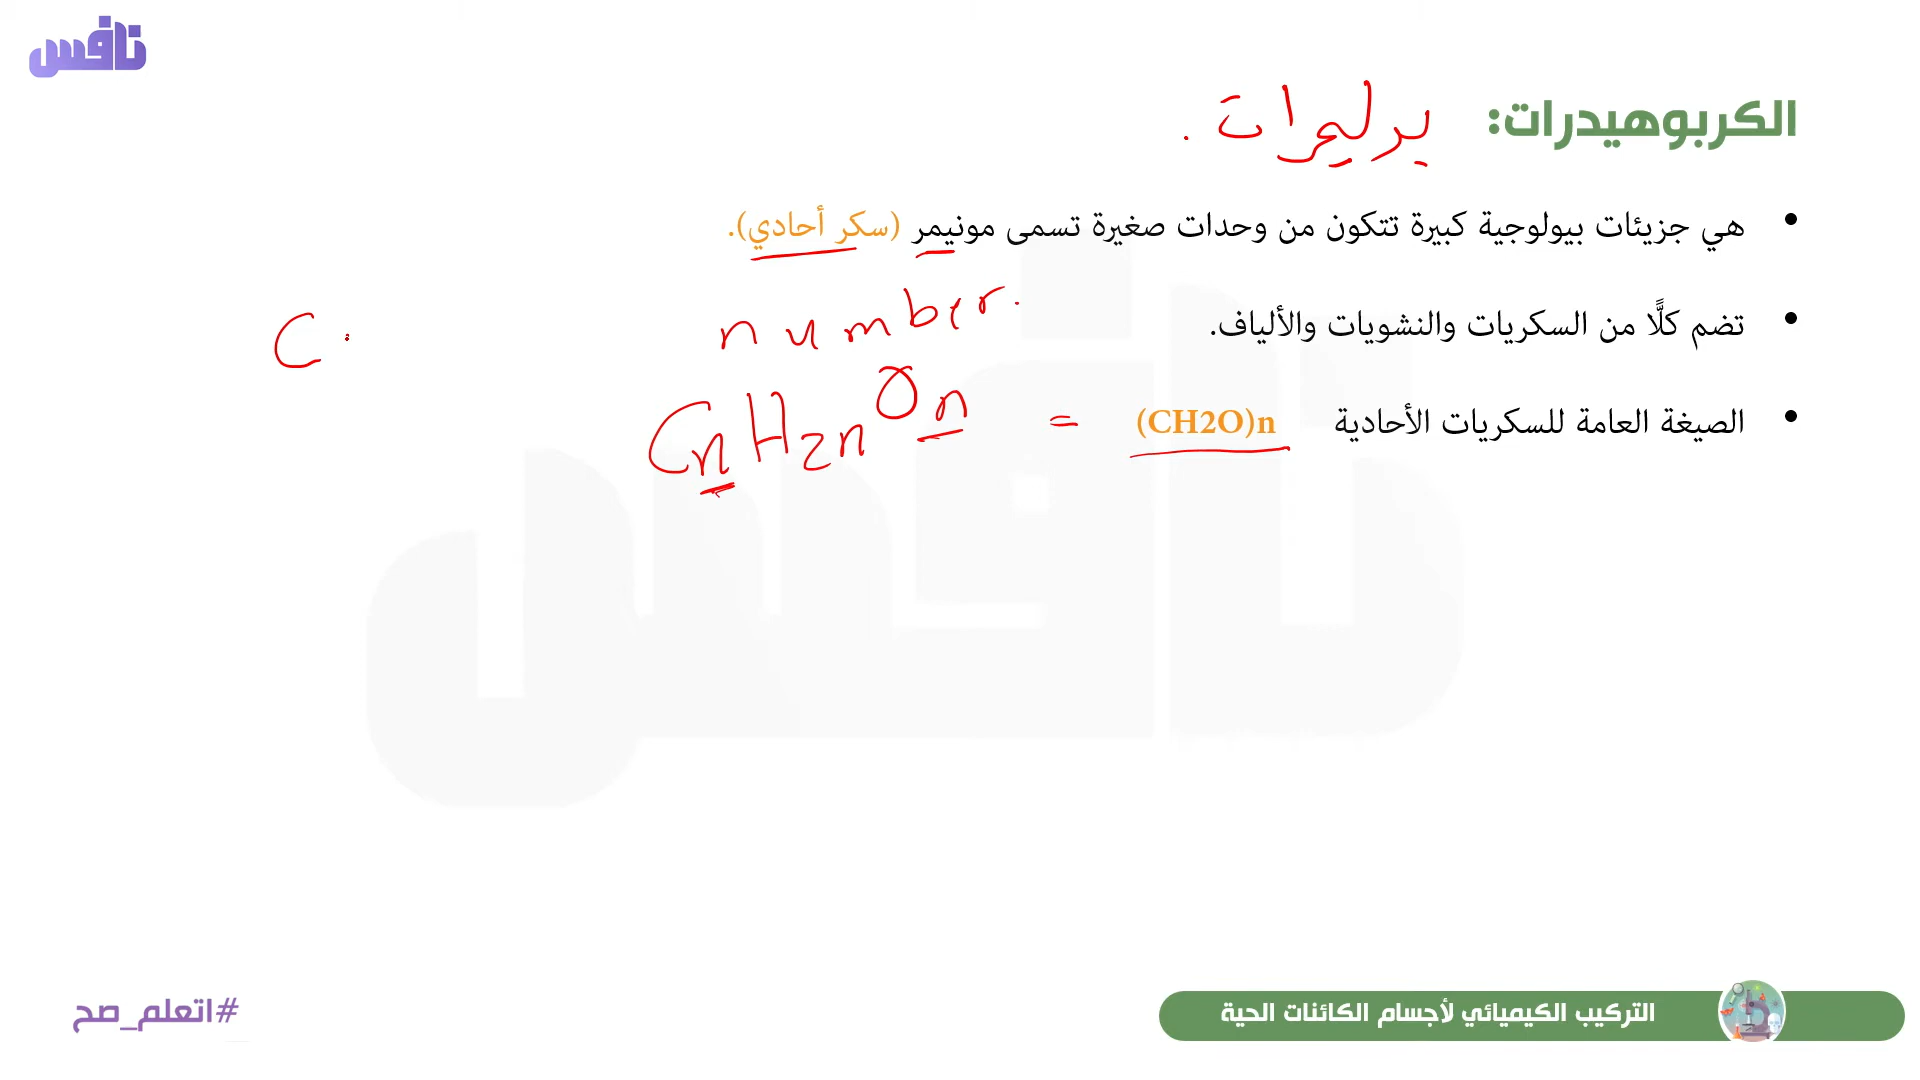 نافس
الكربوهيدرات:
هي جزيئات بيولوجية كبيرة تتكون من وحدات صغيرة تسمى مونيمر (سكر أحادي).
number.
تضم كلًّا من السكريات والنشويات والألياف.
C
الصيغة العامة للسكريات الأحادية (CH2O)n = CnH2nOn
التركيب الكيميائي لأجسام الكائنات الحية
#اتعلم_صح